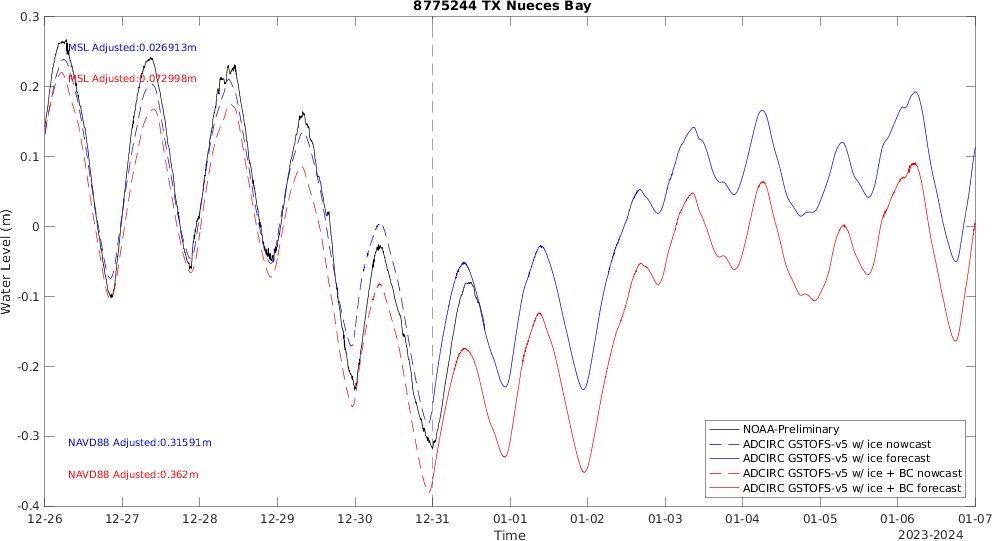 8775244 TX Nueces Bay
0.3
0.2
0.1
0
-0.1
-0.2
-0.3
-0.4
Water Level (m)
MSL Adjusted:0.026913m
MSL Adjusted:0.072998m
NAVD88 Adjusted:0.31591m
NAVD88 Adjusted:0.362m
NOAA-Preliminary
ADCIRC GSTOFS-v5 w/ ice nowcast
ADCIRC GSTOFS-v5 w/ ice forecast
ADCIRC GSTOFS-v5 w/ ice + BC nowcast
ADCIRC GSTOFS-v5 w/ ice + BC forecast
12-26 12-27 12-28 12-29 12-30 12-31 01-01 01-02 01-03 01-04 01-05 01-06 01-07
Time
2023-2024